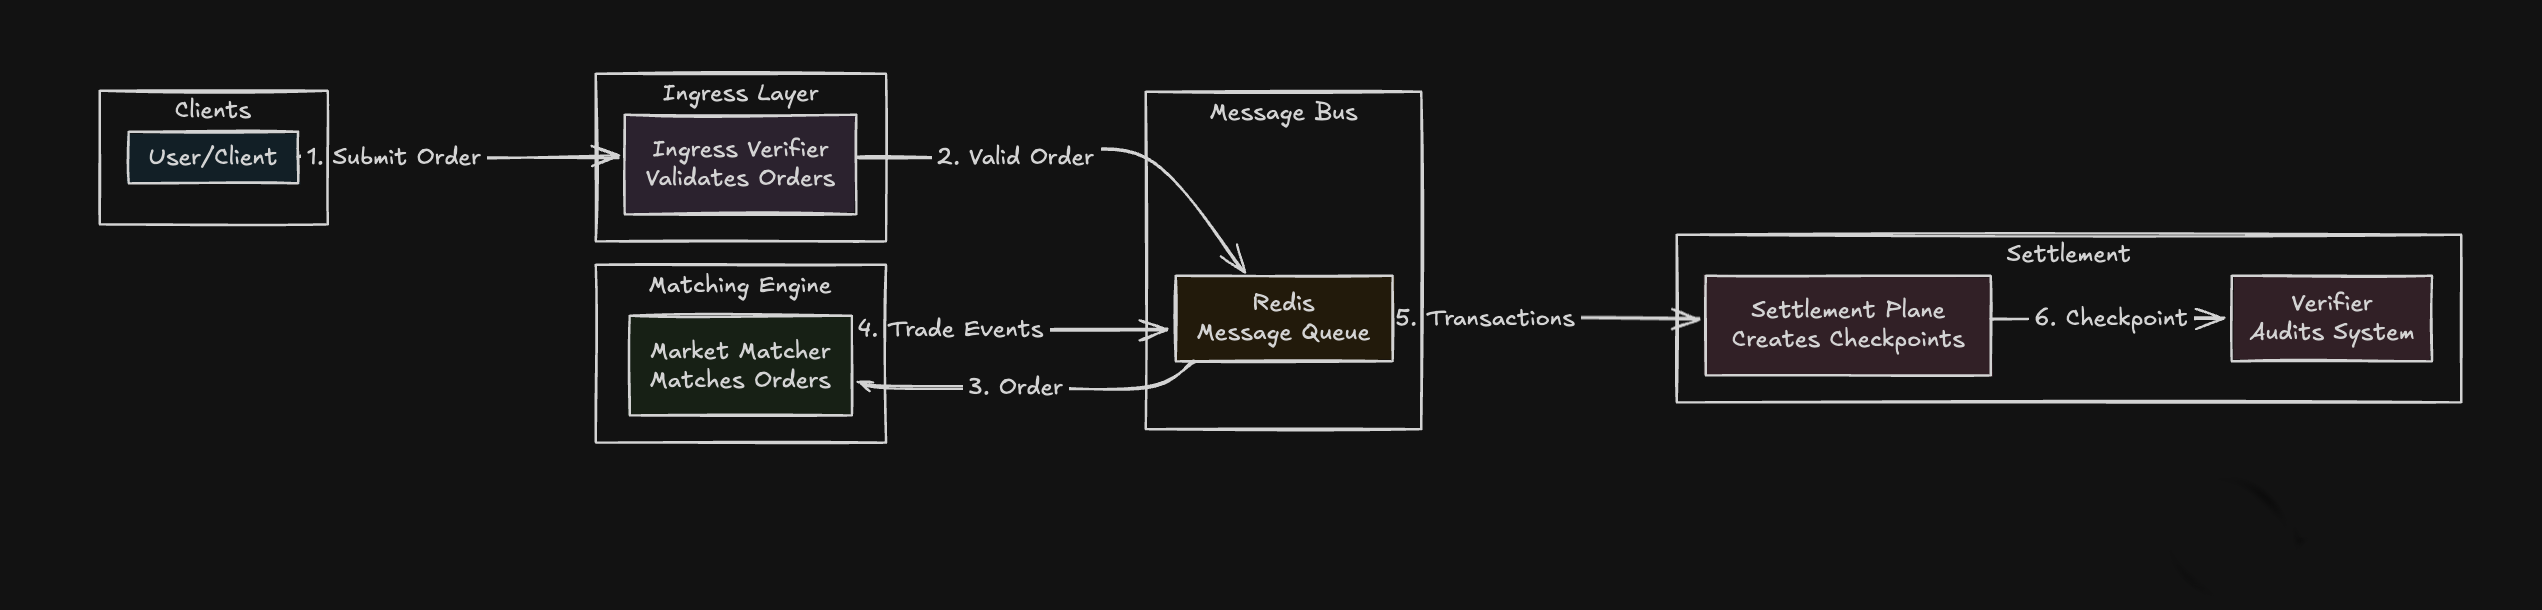 Clients
User/Client
1. Submit Order
Ingress Layer
Ingress Verifier
Validates Orders
2. Valid Order
Message Bus
Redis
Message Queue
Matching Engine
Market Matcher
Matches Orders
3. Order
4. Trade Events
5. Transactions
Settlement
Settlement Plane
Creates Checkpoints
6. Checkpoint
Verifier
Audits System